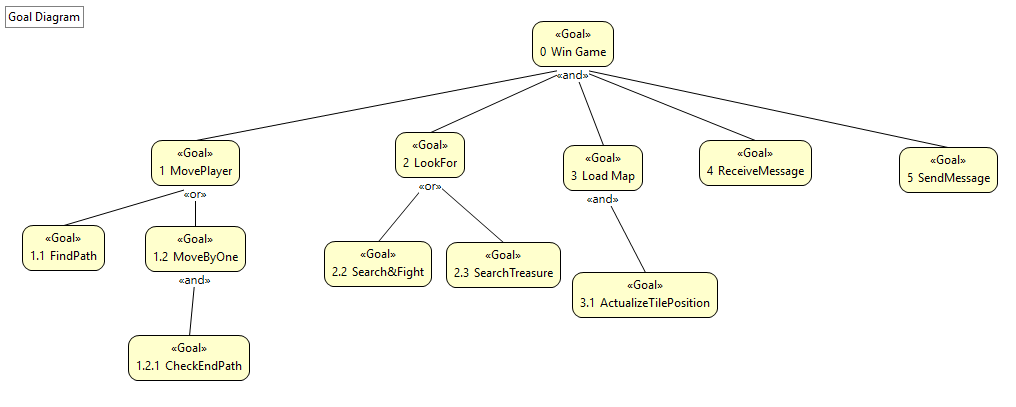 Goal Diagram
«Goal»
0 Win Game
«and»
«Goal»
1 MovePlayer
«or»
«Goal»
2 LookFor
«or»
«Goal»
3 Load Map
«and»
«Goal»
4 ReceiveMessage
«Goal»
5 SendMessage
«Goal»
1.1 FindPath
«Goal»
1.2 MoveByOne
«and»
«Goal»
2.2 Search&Fight
«Goal»
2.3 SearchTreasure
«Goal»
3.1 ActualizeTilePosition
«Goal»
1.2.1 CheckEndPath